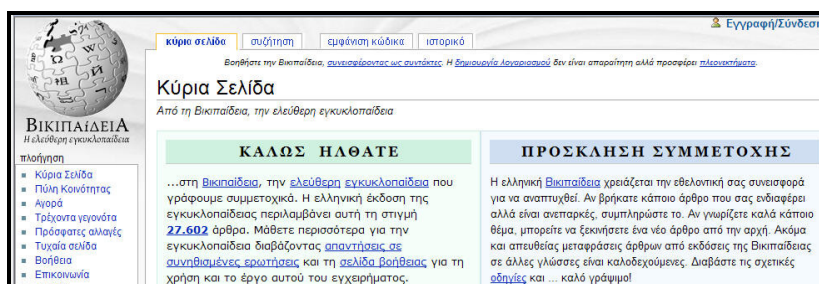 Εγγραφή/Σύνδεση
κύρια σελίδα
συζήτηση
εμφάνιση κώδικα
ιστορικό
Βοηθήστε την Βικιπαίδεια, συνεισφέροντας ως συντάκτες. Η δημιουργία λογαριασμού δεν είναι απαραίτητη αλλά προσφέρει πλεονεκτήματα.
Κύρια Σελίδα
Από τη Βικιπαίδεια, την ελεύθερη εγκυκλοπαίδεια
ΒΙΚΙΠΑίΔΕΙΑ
Η ελεύθερη εγκυκλοπαίδεια
πλοήγηση
Κύρια Σελίδα
Πύλη Κοινότητας
Αγορά
Τρέχοντα γεγονότα
Πρόσφατες αλλαγές
Τυχαία σελίδα
Βοήθεια
Επικοινωνία
ΚΑΛΩΣ ΗΛΘΑΤΕ
...στη Βικιπαίδεια, την ελεύθερη εγκυκλοπαίδεια που
γράφουμε συμμετοχικά. Η ελληνική έκδοση της
εγκυκλοπαίδειας περιλαμβάνει αυτή τη στιγμή
27.602 άρθρα. Μάθετε περισσότερα για την
εγκυκλοπαίδεια διαβάζοντας απαντήσεις σε
συνηθισμένες ερωτήσεις και τη σελίδα βοήθειας για τη
χρήση και το έργο αυτού του εγχειρήματος.
ΠΡΟΣΚΛΗΣΗ ΣΥΜΜΕΤΟΧΗΣ
Η ελληνική Βικιπαίδεια χρειάζεται την εθελοντική σας συνεισφορά
για να αναπτυχθεί. Αν βρήκατε κάποιο άρθρο που σας ενδιαφέρει
αλλά είναι ανεπαρκές, συμπληρώστε το. Αν γνωρίζετε καλά κάποιο
θέμα, μπορείτε να ξεκινήσετε ένα νέο άρθρο από την αρχή. Ακόμα
και απευθείας μεταφράσεις άρθρων από εκδόσεις της Βικιπαίδειας
σε άλλες γλώσσες είναι καλοδεχούμενες. Διαβάστε τις σχετικές
οδηγίες και ... καλό γράψιμο!